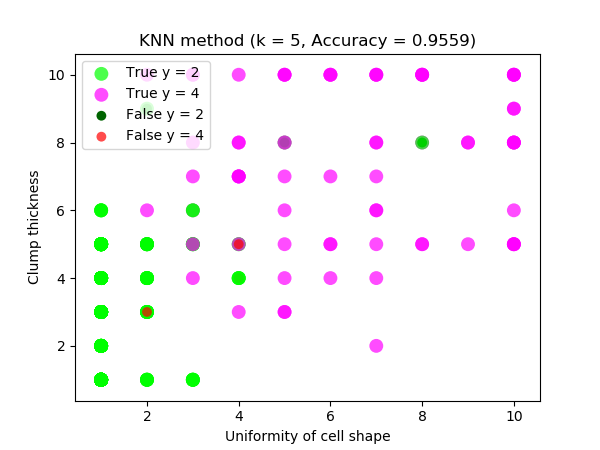 KNN method (k = 5, Accuracy = 0.9559)
True y = 2
True y = 4
False y = 2
False y = 4
Clump thickness
10
8
6
4
2
2 4 6 8 10
Uniformity of cell shape